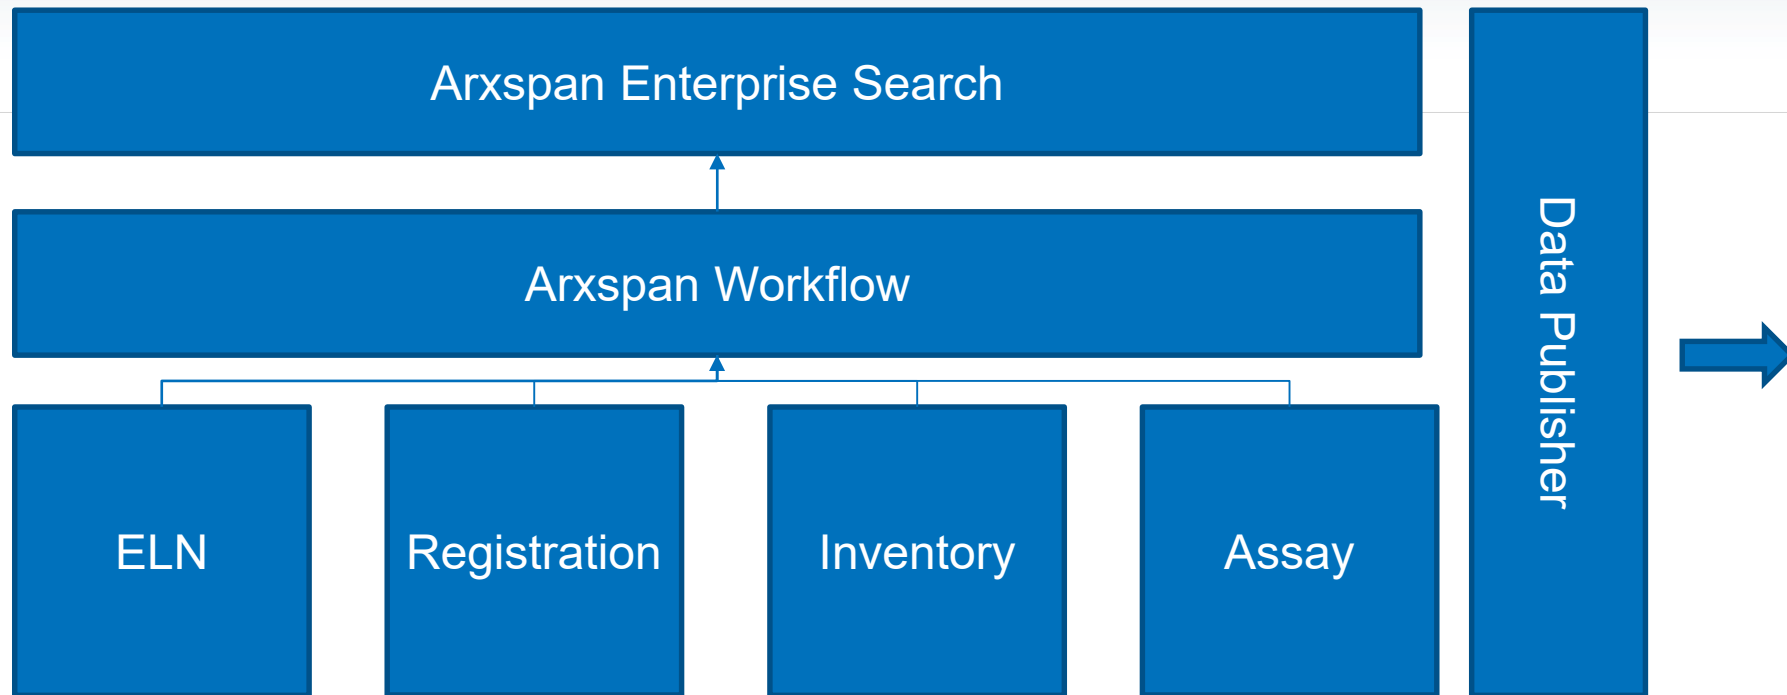 Arxspan Enterprise Search
Arxspan Workflow
ELN
Registration
Inventory
Assay
Data Publisher